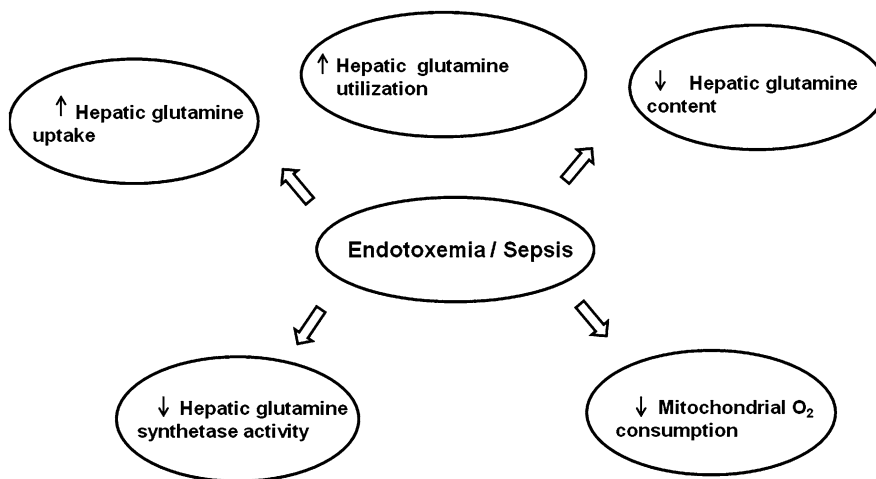 ↑ Hepatic glutamine
utilization
↓ Hepatic glutamine
content
↑ Hepatic glutamine
uptake
Endotoxemia / Sepsis
↓ Hepatic glutamine
synthetase activity
↓ Mitochondrial O₂
consumption